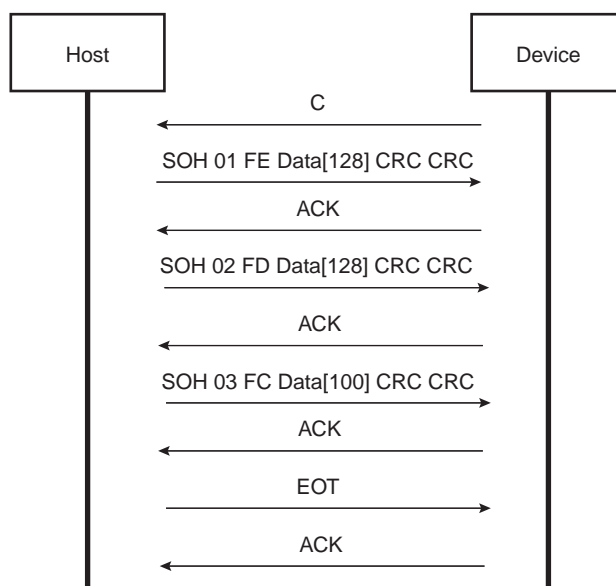 Host
Device
C
SOH 01 FE Data[128] CRC CRC
ACK
SOH 02 FD Data[128] CRC CRC
ACK
SOH 03 FC Data[100] CRC CRC
ACK
EOT
ACK